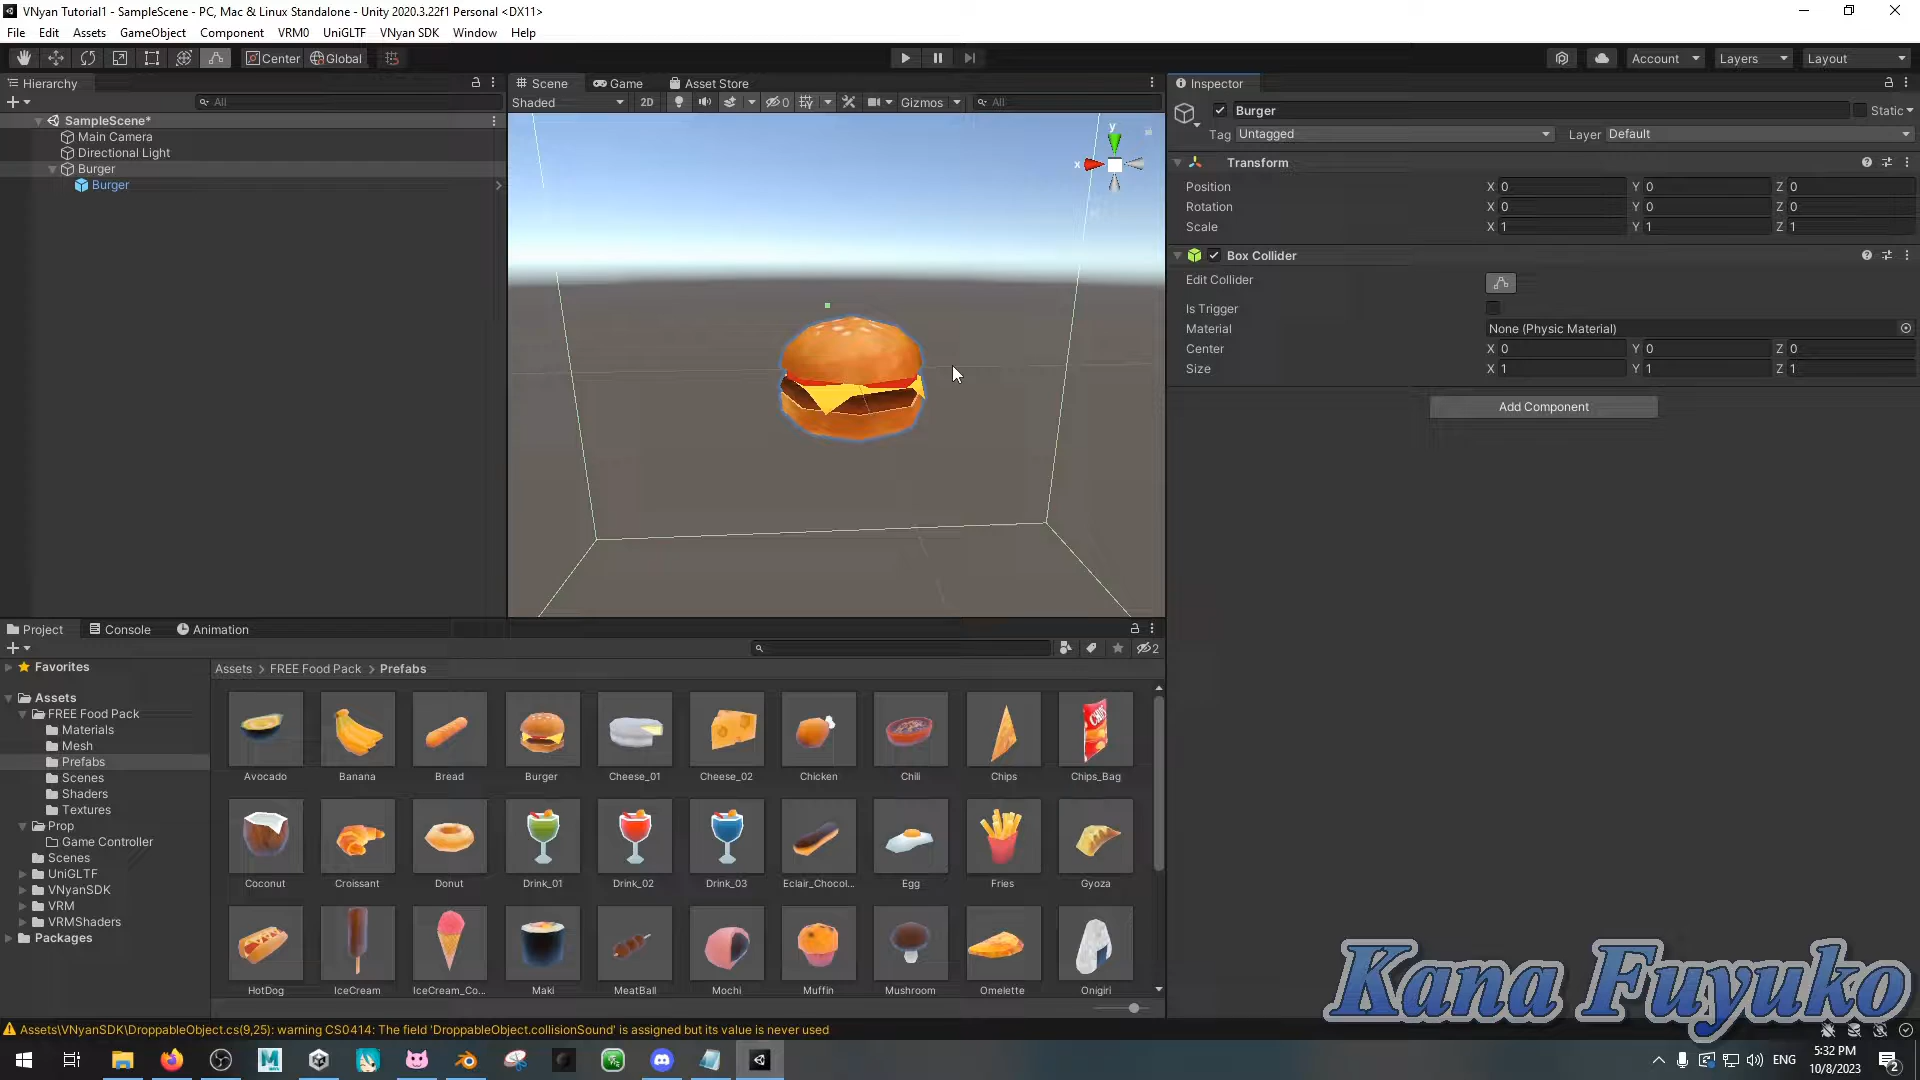 VNyan Tutorial1 - SampleScene - PC, Mac & Linux Standalone - Unity 2020.3.22f1 Personal <DX11>
File Edit Assets GameObject Component VRM0 UniGLTF VNyan SDK Window Help
Center Global Account Layers Layout
Hierarchy
All
SampleScene*
Main Camera
Directional Light
Burger
Burger
Scene Game Asset Store
Shaded 2D 0 Gizmos All
y
x
Inspector
Burger Static
Tag Untagged Layer Default
Transform
Position X 0 Y 0 Z 0
Rotation X 0 Y 0 Z 0
Scale X 1 Y 1 Z 1
Box Collider
Edit Collider
Is Trigger
Material None (Physic Material)
Center X 0 Y 0 Z 0
Size X 1 Y 1 Z 1
Add Component
Project Console Animation
2
Favorites
Assets
FREE Food Pack
Materials
Mesh
Prefabs
Scenes
Shaders
Textures
Prop
Game Controller
Scenes
UniGLTF
VNyanSDK
VRM
VRMShaders
Packages
Assets > FREE Food Pack > Prefabs
Avocado Banana Bread Burger Cheese_01 Cheese_02 Chicken Chili Chips Chips_Bag
Coconut Croissant Donut Drink_01 Drink_02 Drink_03 Eclair_Chocol... Egg Fries Gyoza
HotDog IceCream IceCream_Co... Maki MeatBall Mochi Muffin Mushroom Omelette Onigiri
Kana Fuyuko
Assets\VNyanSDK\DroppableObject.cs(9,25): warning CS0414: The field 'DroppableObject.collisionSound' is assigned but its value is never used
ENG
5:32 PM
10/8/2023
2